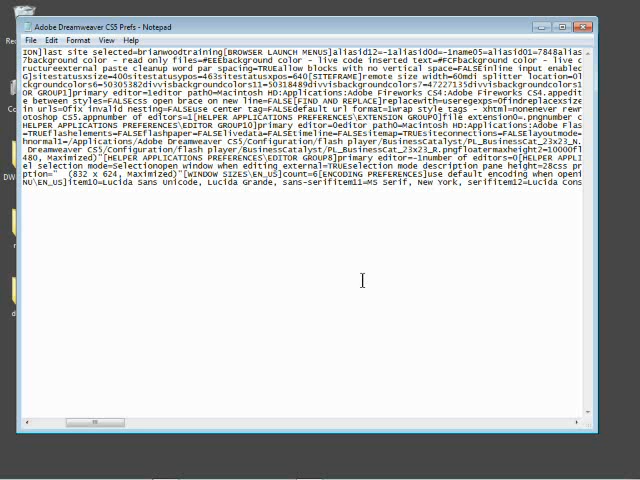 Adobe Dreamweaver CS5 Prefs - Notepad
File Edit Format View Help
ION]last site selected=brianwoodtraining[BROWSER LAUNCH MENUS]aliasid12=-1aliasid0d=-1name05=aliasid01=7848alias
7background color - read only files=#EEEbackground color - live code inserted text=#FCFbackground color - live c
ructureexternal paste cleanup word par spacing=TRUEallow blocks with no vertical space=FALSEinline input enabled
G]sitestatusxsize=400sitestatusypos=463sitestatusxpos=640[SITEFRAME]remote size width=60mdi splitter location=0l
ackgroundcolors6=50305382divvisbackgroundcolors11=50318489divvisbackgroundcolors7=47227135divvisbackgroundcolors1
OR GROUP1]primary editor=1editor path0=Macintosh HD:Applications:Adobe Fireworks CS4:Adobe Fireworks CS4.appedit
e between styles=FALSEcss open brace on new line=FALSE[FIND AND REPLACE]replacewith=useregexps=0findreplacexsize
in urls=0fix invalid nesting=FALSEuse center tag=FALSEdefault url format=1wrap style tags - xhtml=nonenever rewr
otoshop CS5.appnumber of editors=1[HELPER APPLICATIONS PREFERENCES\EXTENSION GROUP0]file extension0=.pngnumber o
HELPER APPLICATIONS PREFERENCES\EDITOR GROUP10]primary editor=0editor path0=Macintosh HD:Applications:Adobe Flas
=TRUEflashelements=FALSEflashpaper=FALSElivedata=FALSEtimeline=FALSEsitemap=TRUEsiteconnections=FALSElayoutmode=
hnormal1=/Applications/Adobe Dreamweaver CS5/Configuration/flash player/BusinessCatalyst/PL_BusinessCat_23x23_N.
Dreamweaver CS5/Configuration/flash player/BusinessCatalyst/PL_BusinessCat_23x23_R.pngfloatermaxheight2=10000fl
480, Maximized)"[HELPER APPLICATIONS PREFERENCES\EDITOR GROUP8]primary editor=-1number of editors=0[HELPER APPLI
el selection mode=Selectionopen window when editing external=TRUEselection mode description pane height=28css pr
ption=" (832 x 624, Maximized)"[WINDOW SIZES\EN_US]count=6[ENCODING PREFERENCES]use default encoding when openi
NU\EN_US]item10=Lucida Sans Unicode, Lucida Grande, sans-serifitem11=MS Serif, New York, serifitem12=Lucida Cons
DW